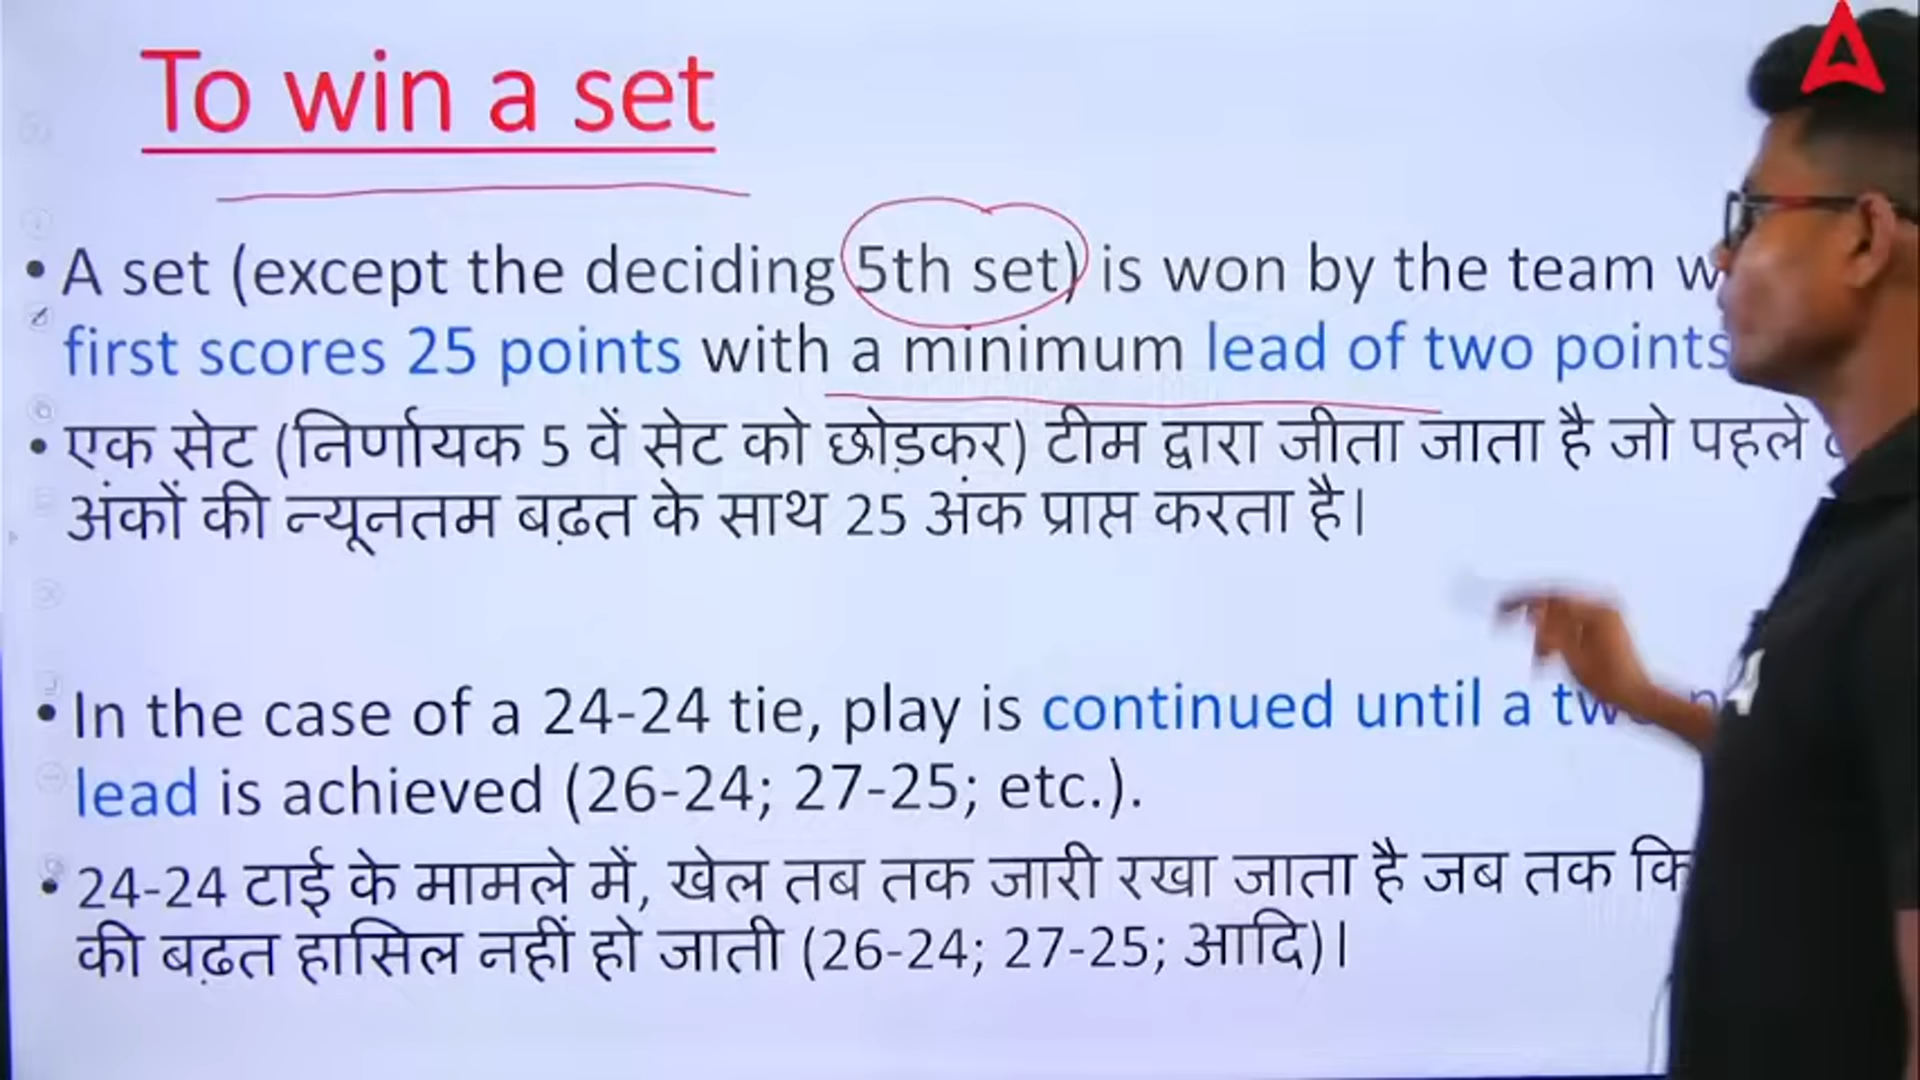 To win a set
• A set (except the deciding 5th set) is won by the team
first scores 25 points with a minimum lead of two points
• एक सेट (निर्णायक 5 वें सेट को छोड़कर) टीम द्वारा जीता जाता है जो पहले
अंकों की न्यूनतम बढ़त के साथ 25 अंक प्राप्त करता है।
• In the case of a 24-24 tie, play is continued until a
lead is achieved (26-24; 27-25; etc.).
• 24-24 टाई के मामले में, खेल तब तक जारी रखा जाता है जब तक कि
की बढ़त हासिल नहीं हो जाती (26-24; 27-25; आदि)।